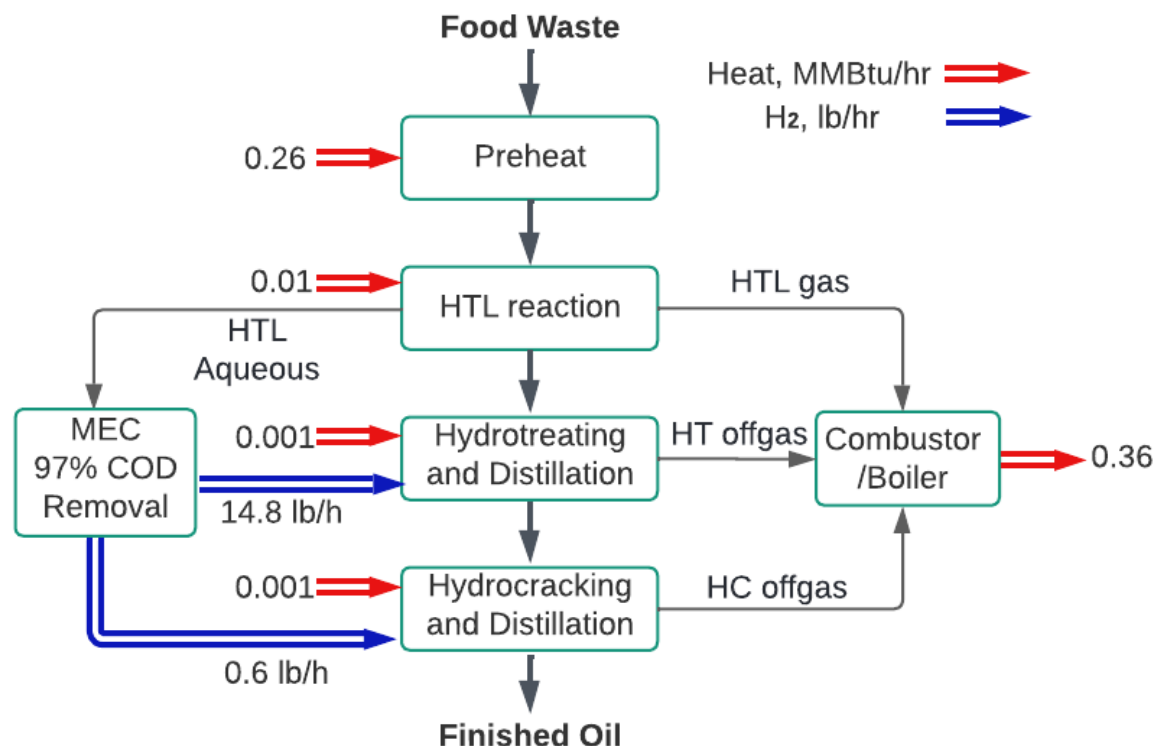 Food Waste
Heat, MMBtu/hr
H2, lb/hr
0.26
Preheat
0.01
HTL reaction
HTL gas
HTL
Aqueous
MEC
97% COD
Removal
0.001
Hydrotreating
and Distillation
HT offgas
Combustor
/Boiler
0.36
14.8 lb/h
0.001
Hydrocracking
and Distillation
HC offgas
0.6 lb/h
Finished Oil